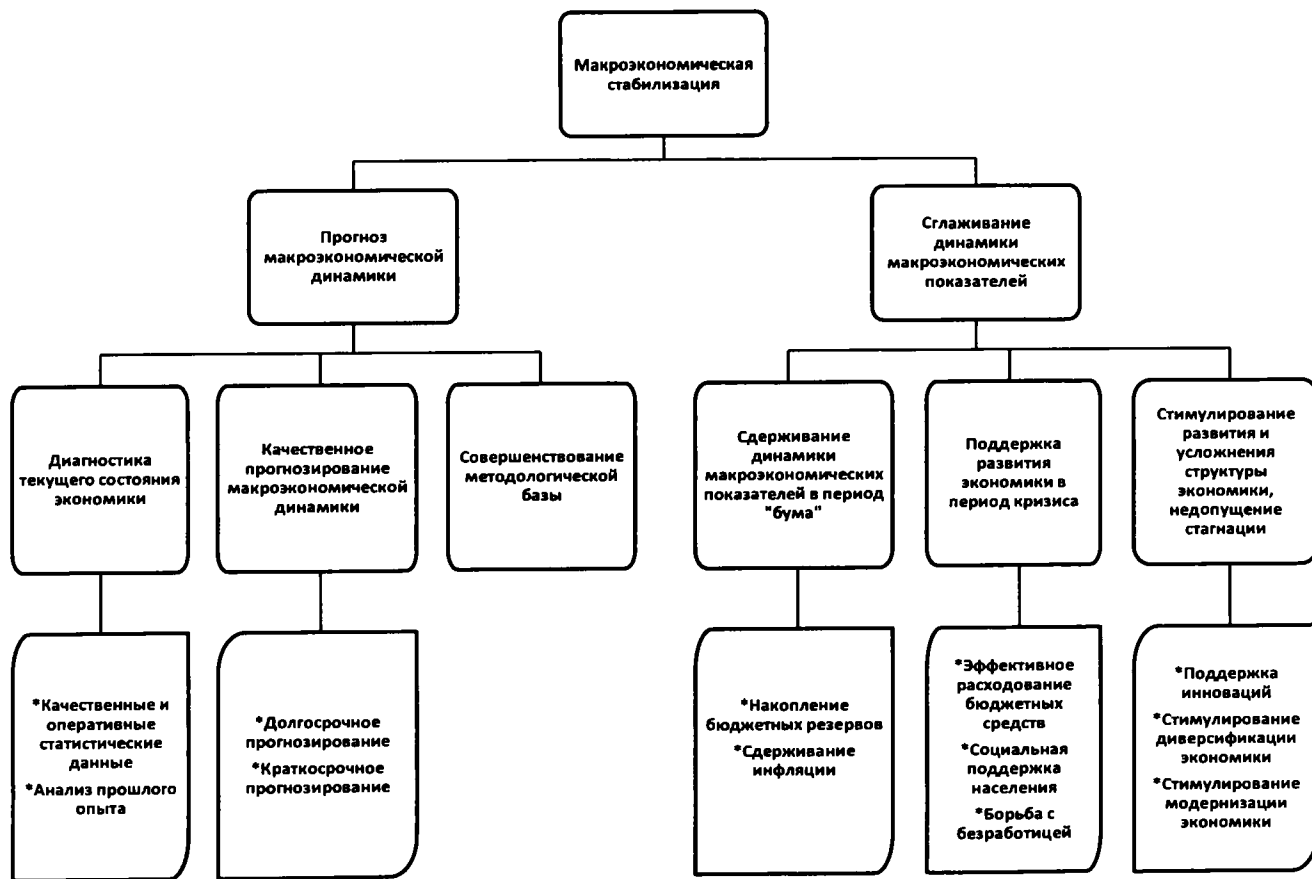 Макроэкономическая
стабилизация
Прогноз
макроэкономической
динамики
Сглаживание
динамики
макроэкономических
показателей
Диагностика
текущего состояния
экономики
Качественное
прогнозирование
макроэкономической
динамики
Совершенствование
методологической
базы
Сдерживание
динамики
макроэкономических
показателей в период
"бума"
Поддержка
развития
экономики в
период кризиса
Стимулирование
развития и
усложнения
структуры
экономики,
недопущение
стагнации
*Качественные и
оперативные
статистические
данные
*Анализ прошлого
опыта
*Долгосрочное
прогнозирование
*Краткосрочное
прогнозирование
*Накопление
бюджетных резервов
*Сдерживание
инфляции
*Эффективное
расходование
бюджетных
средств
*Социальная
поддержка
населения
*Борьба с
безработицей
*Поддержка
инноваций
*Стимулирование
диверсификации
экономики
*Стимулирование
модернизации
экономики